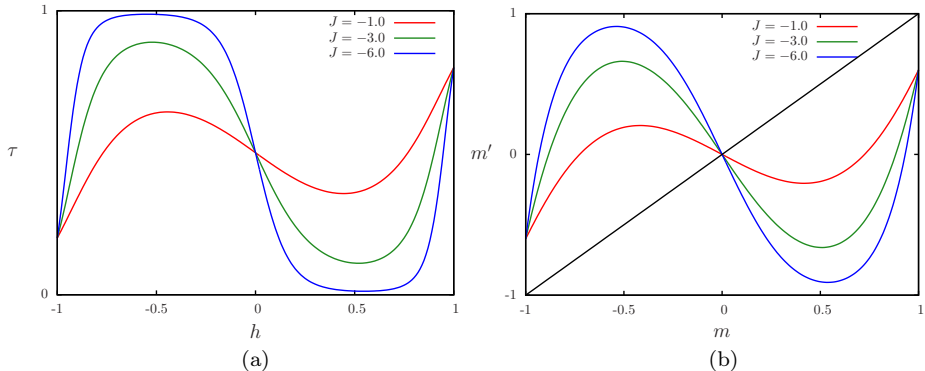 1
τ
0
-1
-0.5
0
0.5
1
h
J = −1.0
J = −3.0
J = −6.0
(a)
1
m′
0
-1
-1
-0.5
0
0.5
1
m
J = −1.0
J = −3.0
J = −6.0
(b)